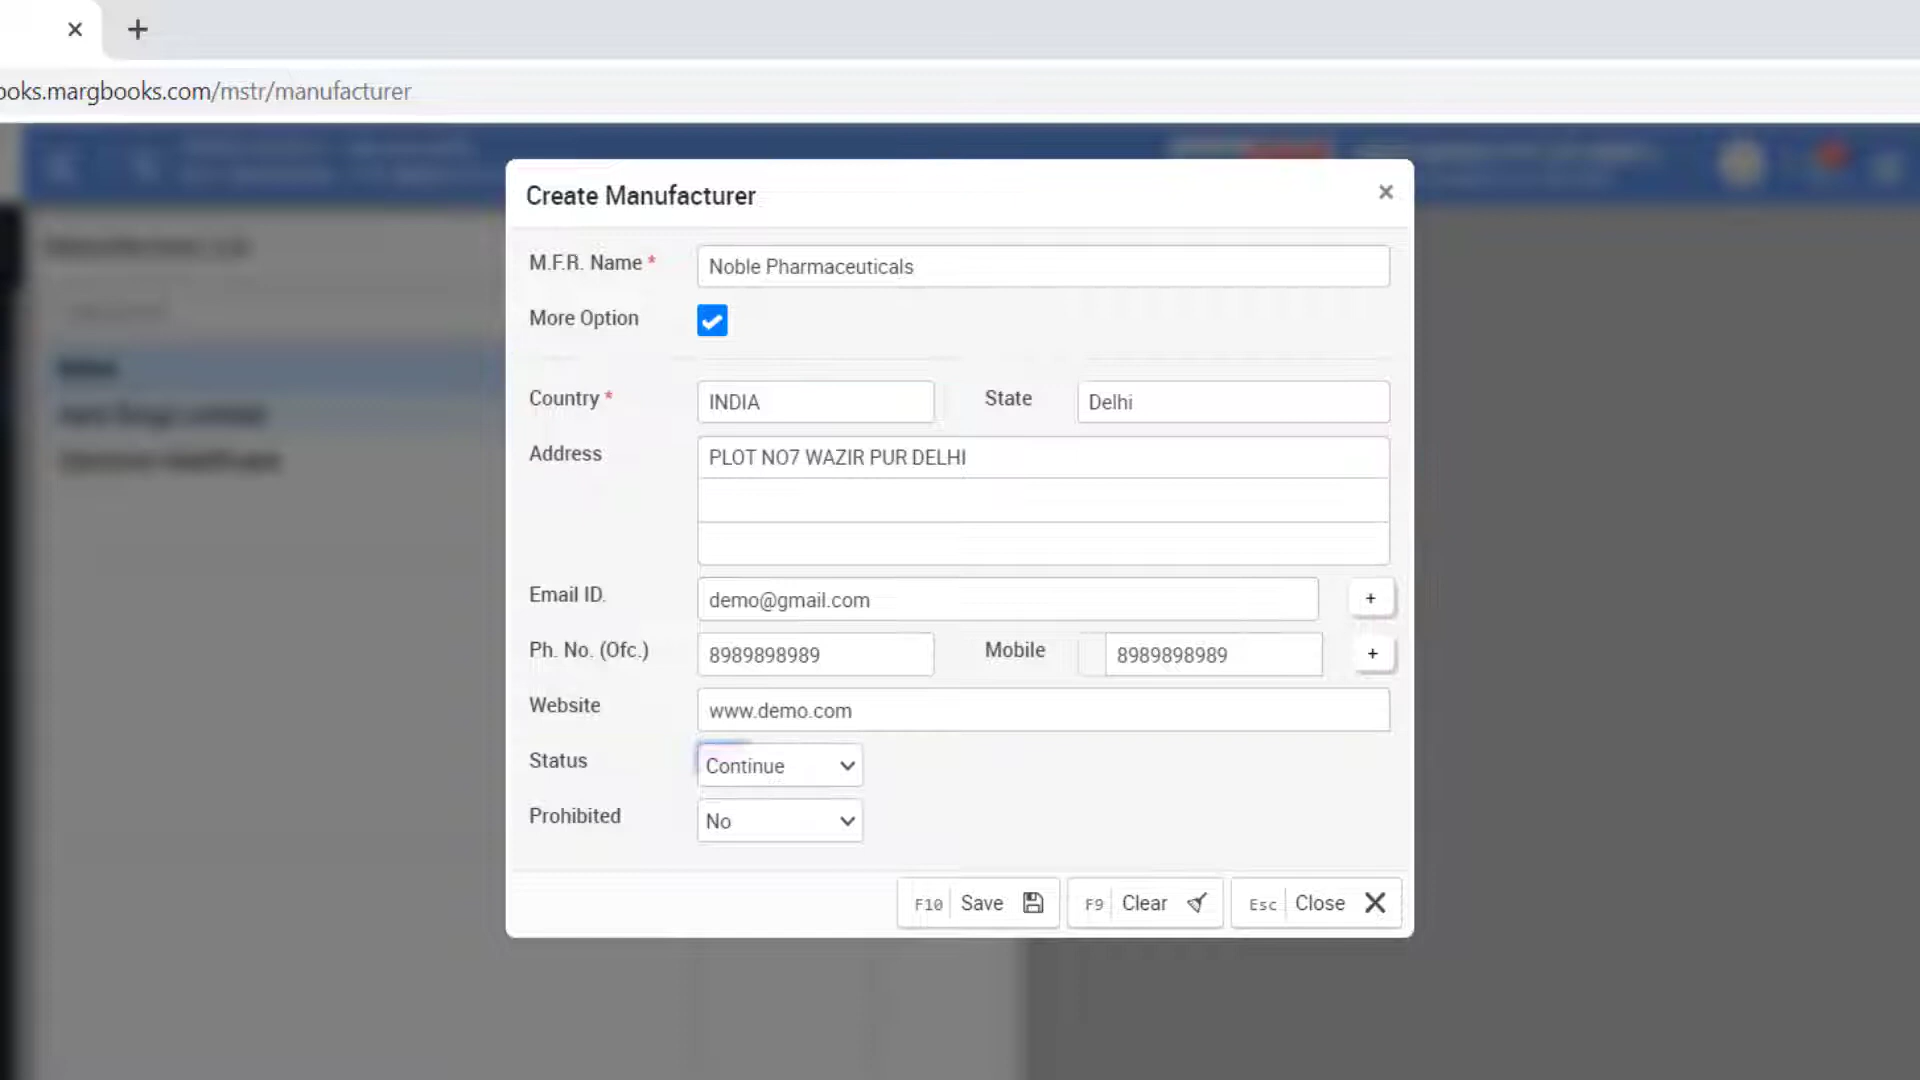 ooks.margbooks.com/mstr/manufacturer
Create Manufacturer
M.F.R. Name * Noble Pharmaceuticals
More Option
Country * INDIA State Delhi
Address PLOT NO7 WAZIR PUR DELHI
Email ID. demo@gmail.com +
Ph. No. (Ofc.) 8989898989 Mobile 8989898989 +
Website www.demo.com
Status Continue
Prohibited No
F10 Save F9 Clear Esc Close